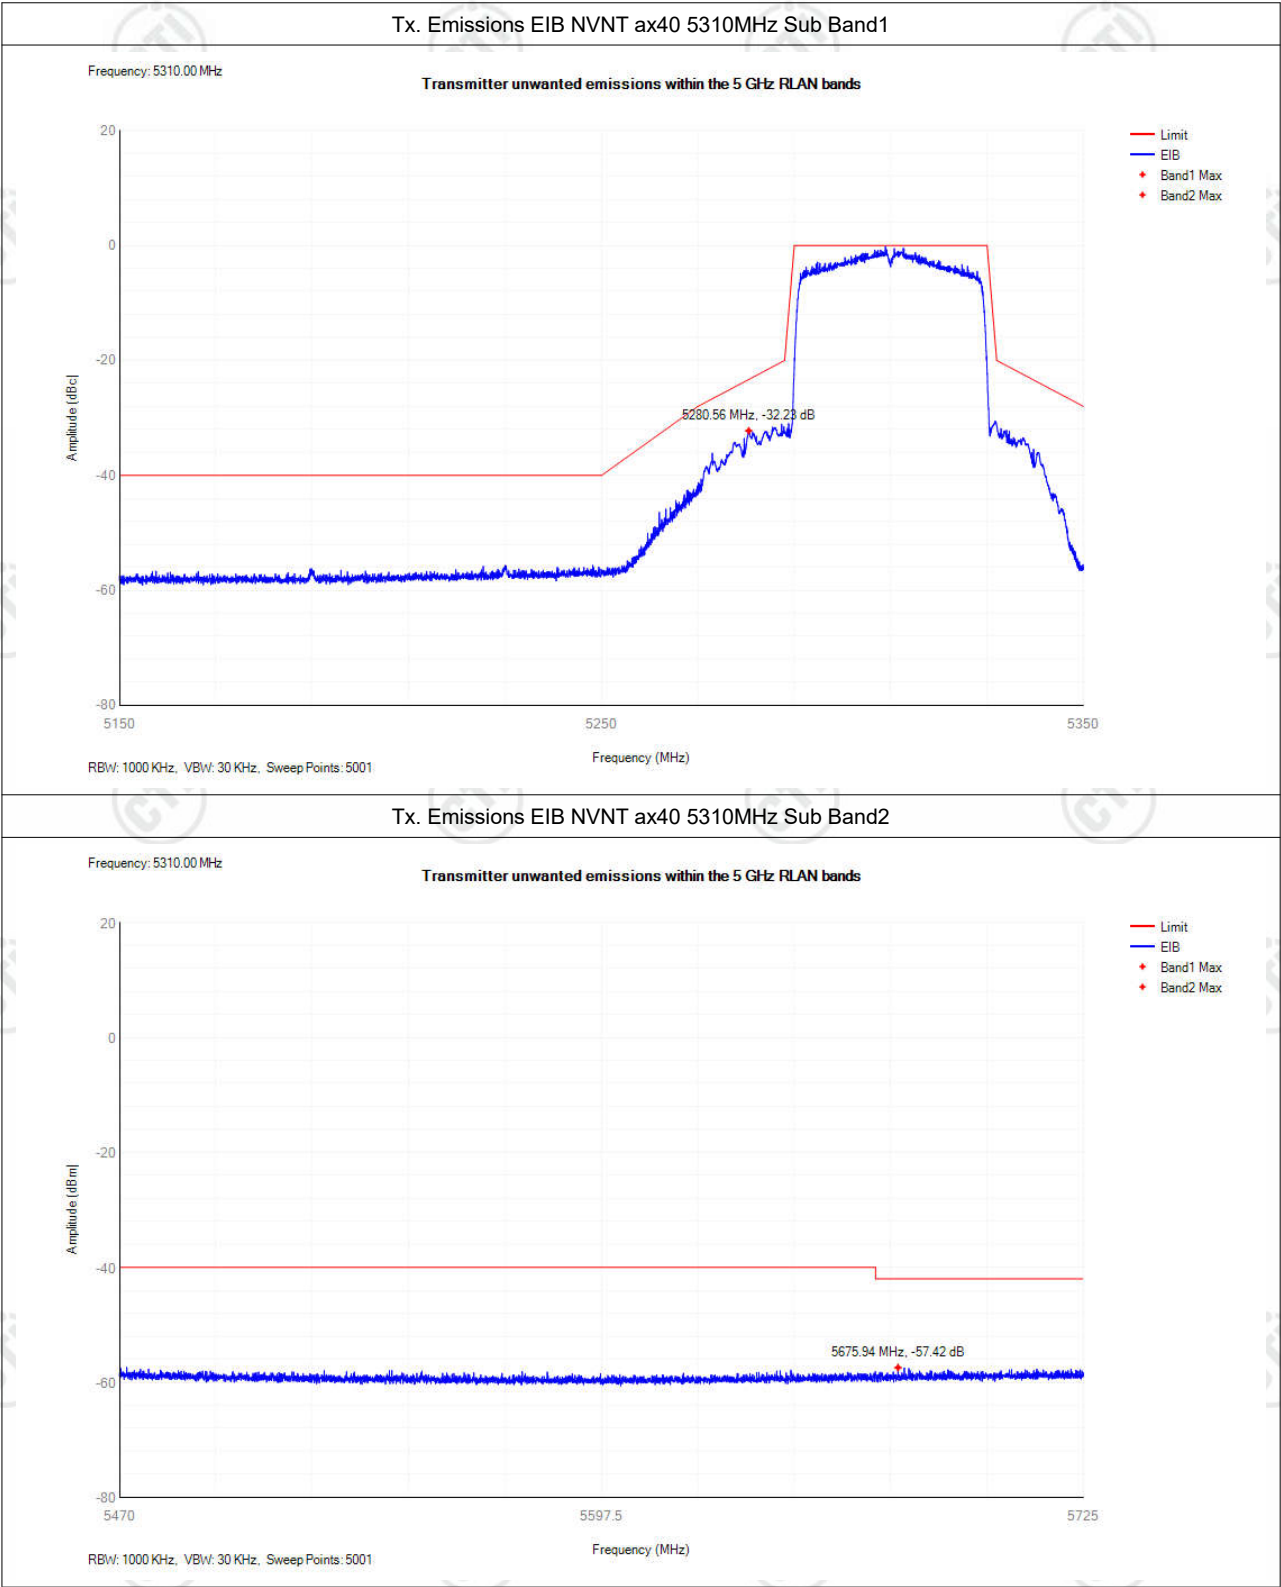 Tx. Emissions EIB NVNT ax40 5310MHz Sub Band1
Frequency: 5310.00 MHz
Transmitter unwanted emissions within the 5 GHz RLAN bands
20
0
-20
-40
-60
-80
Amplitude [dBc]
Limit
EIB
Band1 Max
Band2 Max
5280.56 MHz, -32.23 dB
5150
5250
5350
Frequency (MHz)
RBW: 1000 KHz, VBW: 30 KHz, Sweep Points: 5001
Tx. Emissions EIB NVNT ax40 5310MHz Sub Band2
Frequency: 5310.00 MHz
Transmitter unwanted emissions within the 5 GHz RLAN bands
20
0
-20
-40
-60
-80
Amplitude [dBm]
Limit
EIB
Band1 Max
Band2 Max
5675.94 MHz, -57.42 dB
5470
5597.5
5725
Frequency (MHz)
RBW: 1000 KHz, VBW: 30 KHz, Sweep Points: 5001